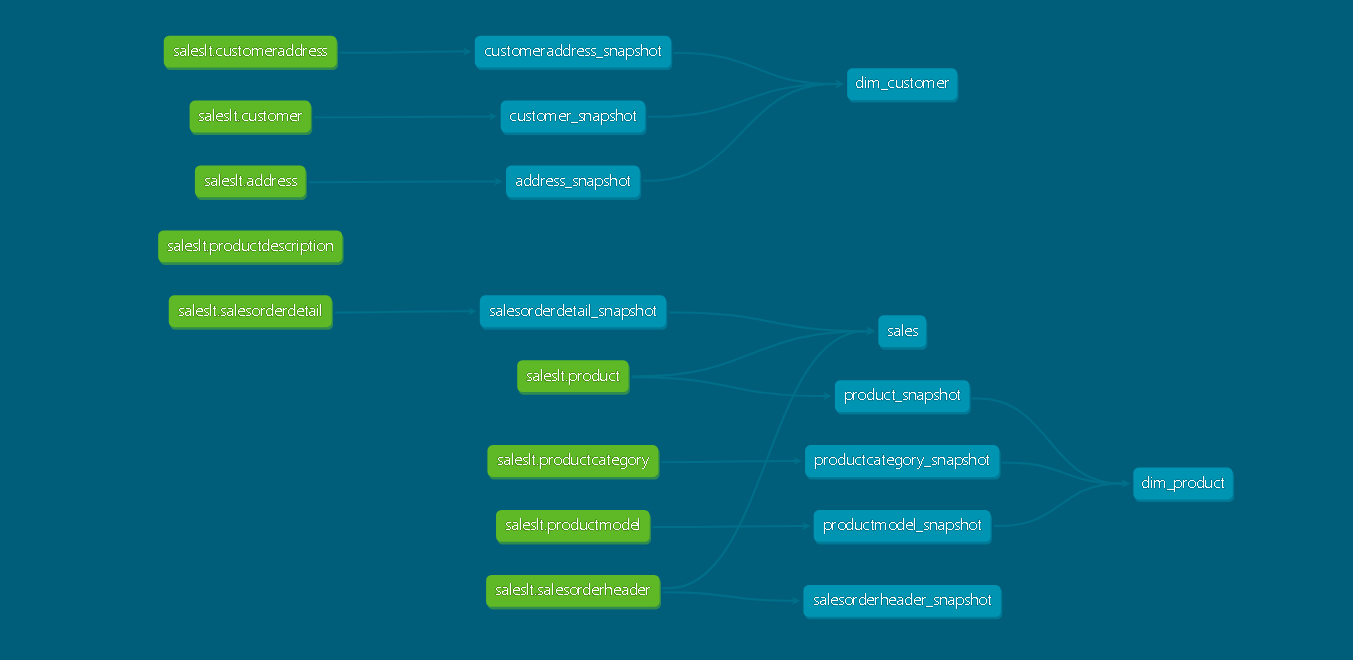 saleslt.customeraddress
customeraddress_snapshot
dim_customer
saleslt.customer
customer_snapshot
saleslt.address
address_snapshot
saleslt.productdescription
saleslt.salesorderdetail
salesorderdetail_snapshot
sales
saleslt.product
product_snapshot
saleslt.productcategory
productcategory_snapshot
dim_product
saleslt.productmodel
productmodel_snapshot
saleslt.salesorderheader
salesorderheader_snapshot